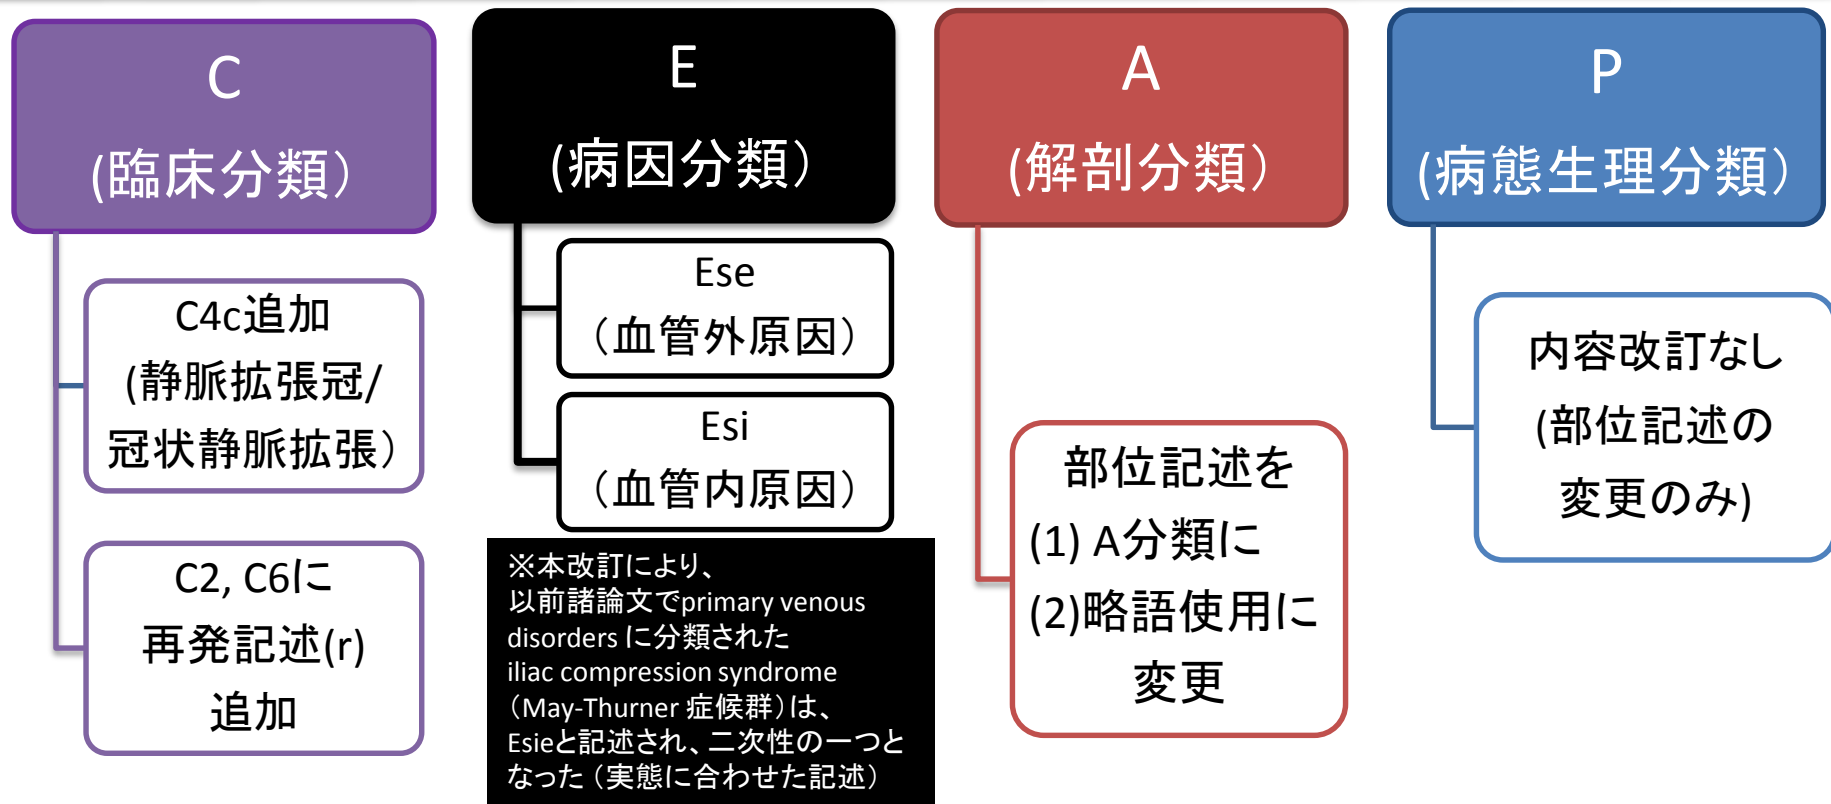 C
(臨床分類）
C4c追加
(静脈拡張冠/
冠状静脈拡張）
C2, C6に
再発記述(r)
追加
E
(病因分類）
Ese
（血管外原因）
Esi
（血管内原因）
※本改訂により、
以前諸論文でprimary venous
disorders に分類された
iliac compression syndrome
（May-Thurner 症候群）は、
Esieと記述され、二次性の一つと
なった（実態に合わせた記述）
A
(解剖分類）
部位記述を
(1) A分類に
(2)略語使用に
変更
P
(病態生理分類）
内容改訂なし
(部位記述の
変更のみ)